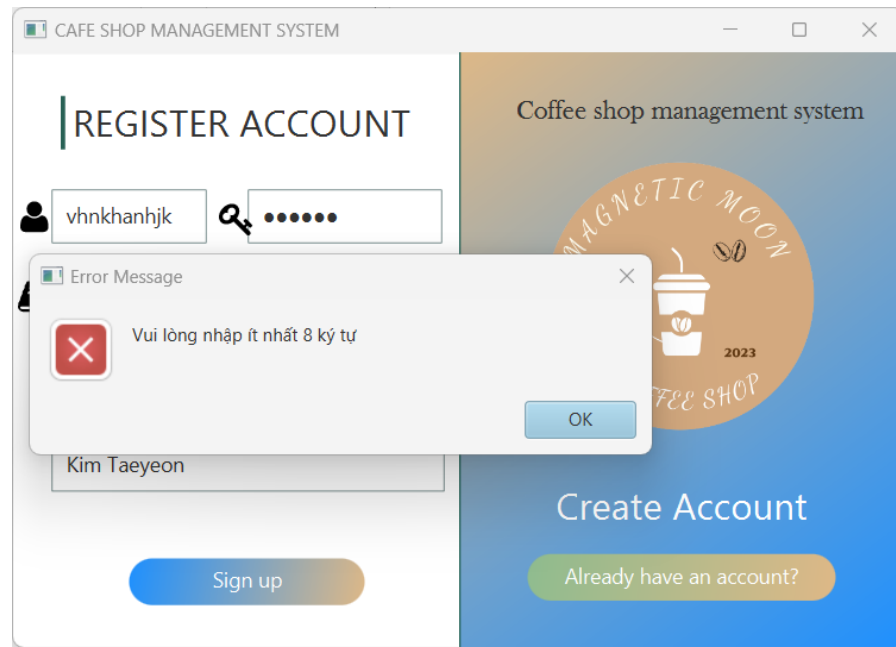 CAFE SHOP MANAGEMENT SYSTEM
REGISTER ACCOUNT
vhnkhanhjk
••••••
Error Message
Vui lòng nhập ít nhất 8 ký tự
OK
Kim Taeyeon
Sign up
Coffee shop management system
MAGNETIC MOON
2023
FFEE SHOP
Create Account
Already have an account?